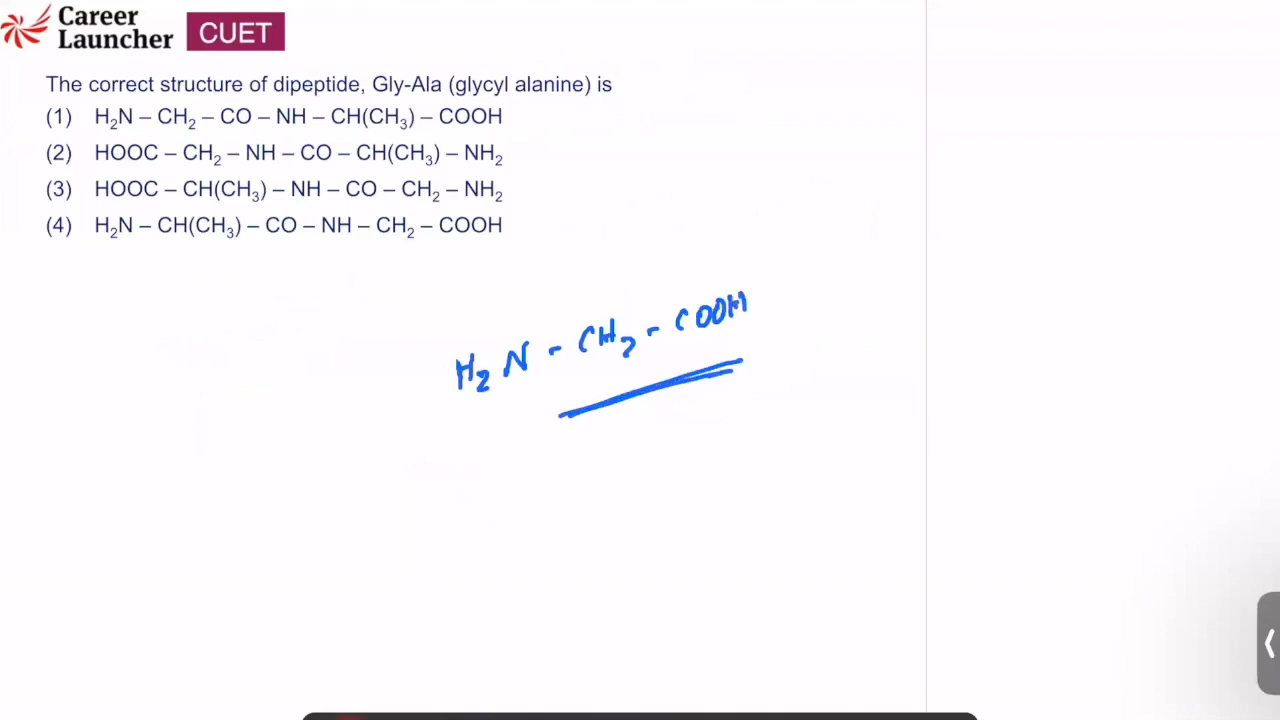 Career
Launcher
CUET
The correct structure of dipeptide, Gly-Ala (glycyl alanine) is
(1) H₂N – CH₂ – CO – NH – CH(CH₃) – COOH
(2) HOOC – CH₂ – NH – CO – CH(CH₃) – NH₂
(3) HOOC – CH(CH₃) – NH – CO – CH₂ – NH₂
(4) H₂N – CH(CH₃) – CO – NH – CH₂ – COOH
H₂N - CH₂ - COOH